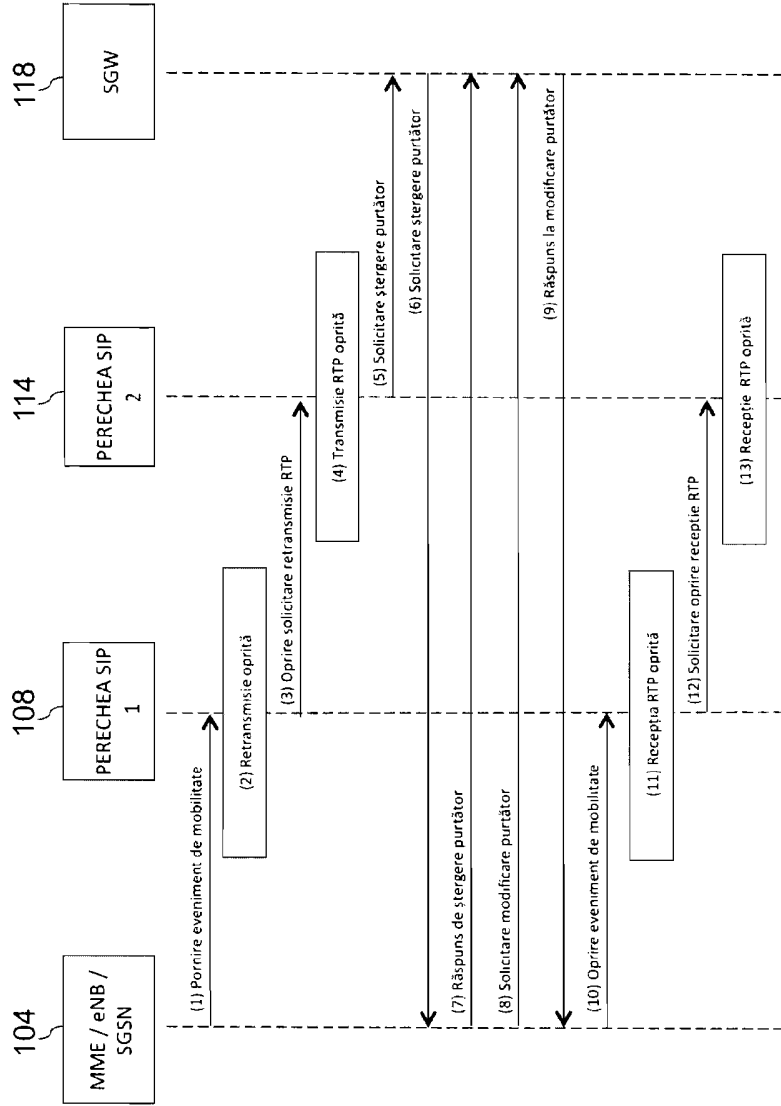 104
MME / eNB /
SGSN
108
PERECHEA SIP
1
114
PERECHEA SIP
2
118
SGW
(1) Pornire eveniment de mobilitate
(2) Retransmisie oprită
(3) Oprire solicitare retransmisie RTP
(4) Transmisie RTP oprită
(5) Solicitare ștergere purtător
(6) Solicitare ștergere purtător
(7) Răspuns de ștergere purtător
(8) Solicitare modificare purtător
(9) Răspuns la modificare purtător
(10) Oprire eveniment de mobilitate
(11) Recepția RTP oprită
(12) Solicitare oprire receptie RTP
(13) Recepție RTP oprită